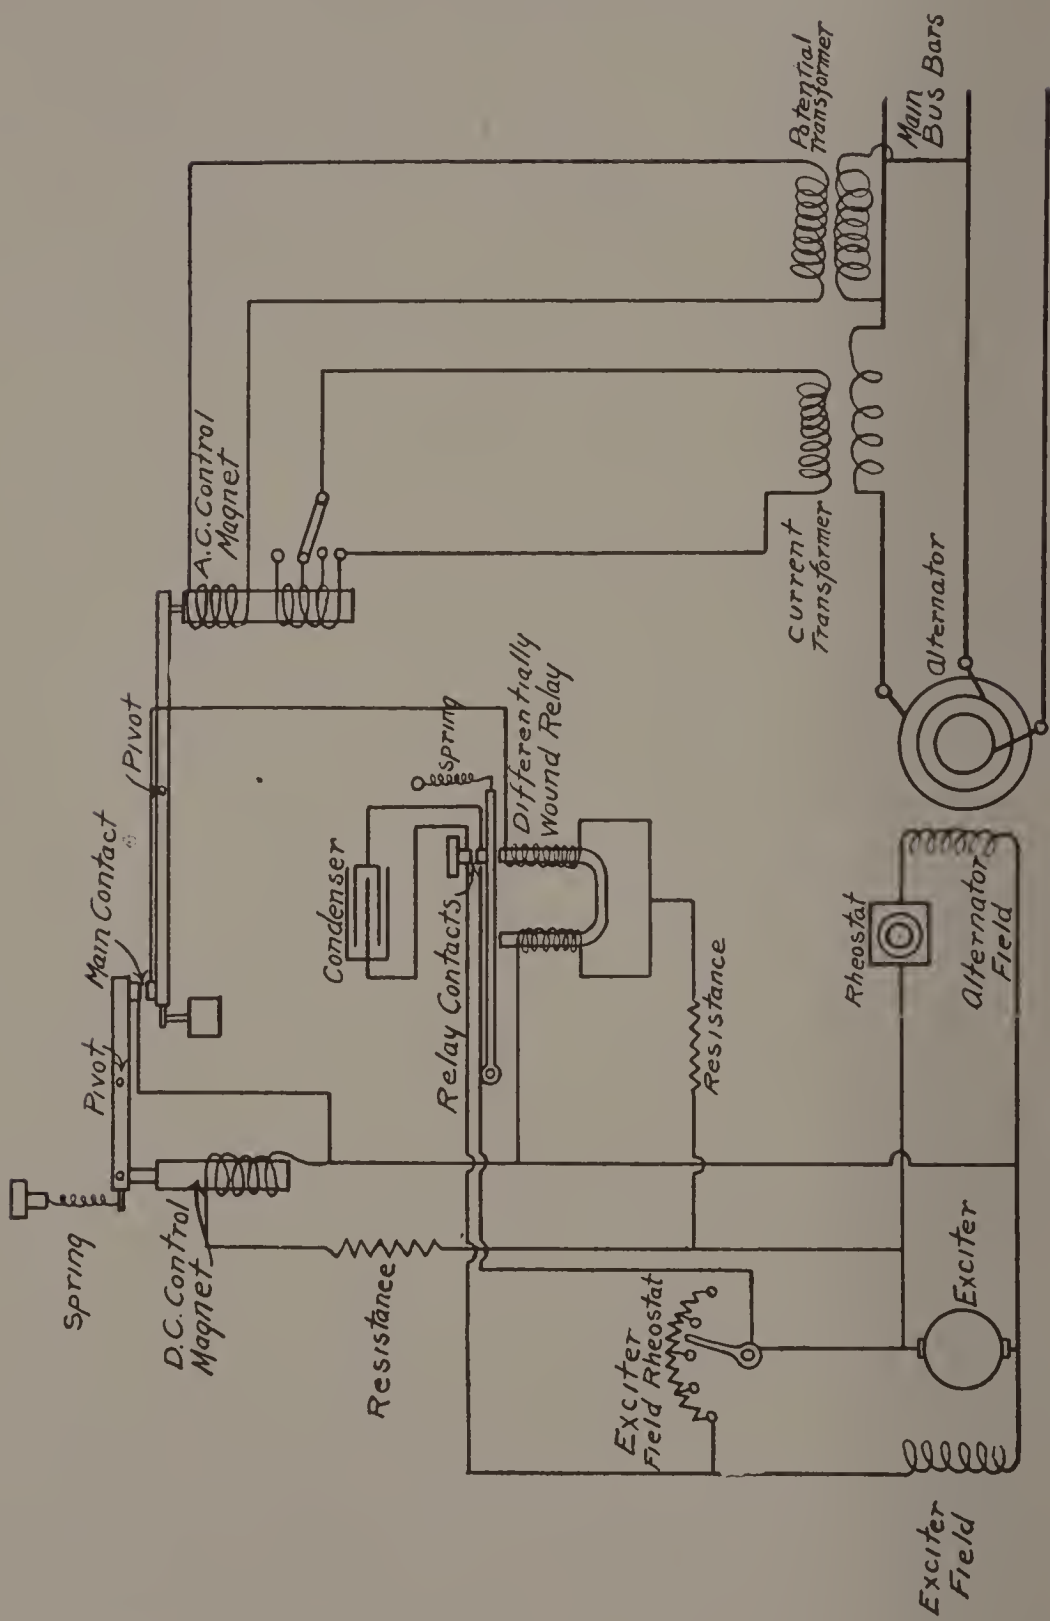 Spring
D.C. Control
Magnet
Pivot
Main Contact
Pivot
A.C. Control
Magnet
Resistance
Condenser
Relay Contacts
Spring
Differentially
Wound Relay
Resistance
Exciter
Field Rheostat
Current
Transformer
Potential
Transformer
Exciter
Field
Exciter
Rheostat
Alternator
Field
Alternator
Main
Bus Bars